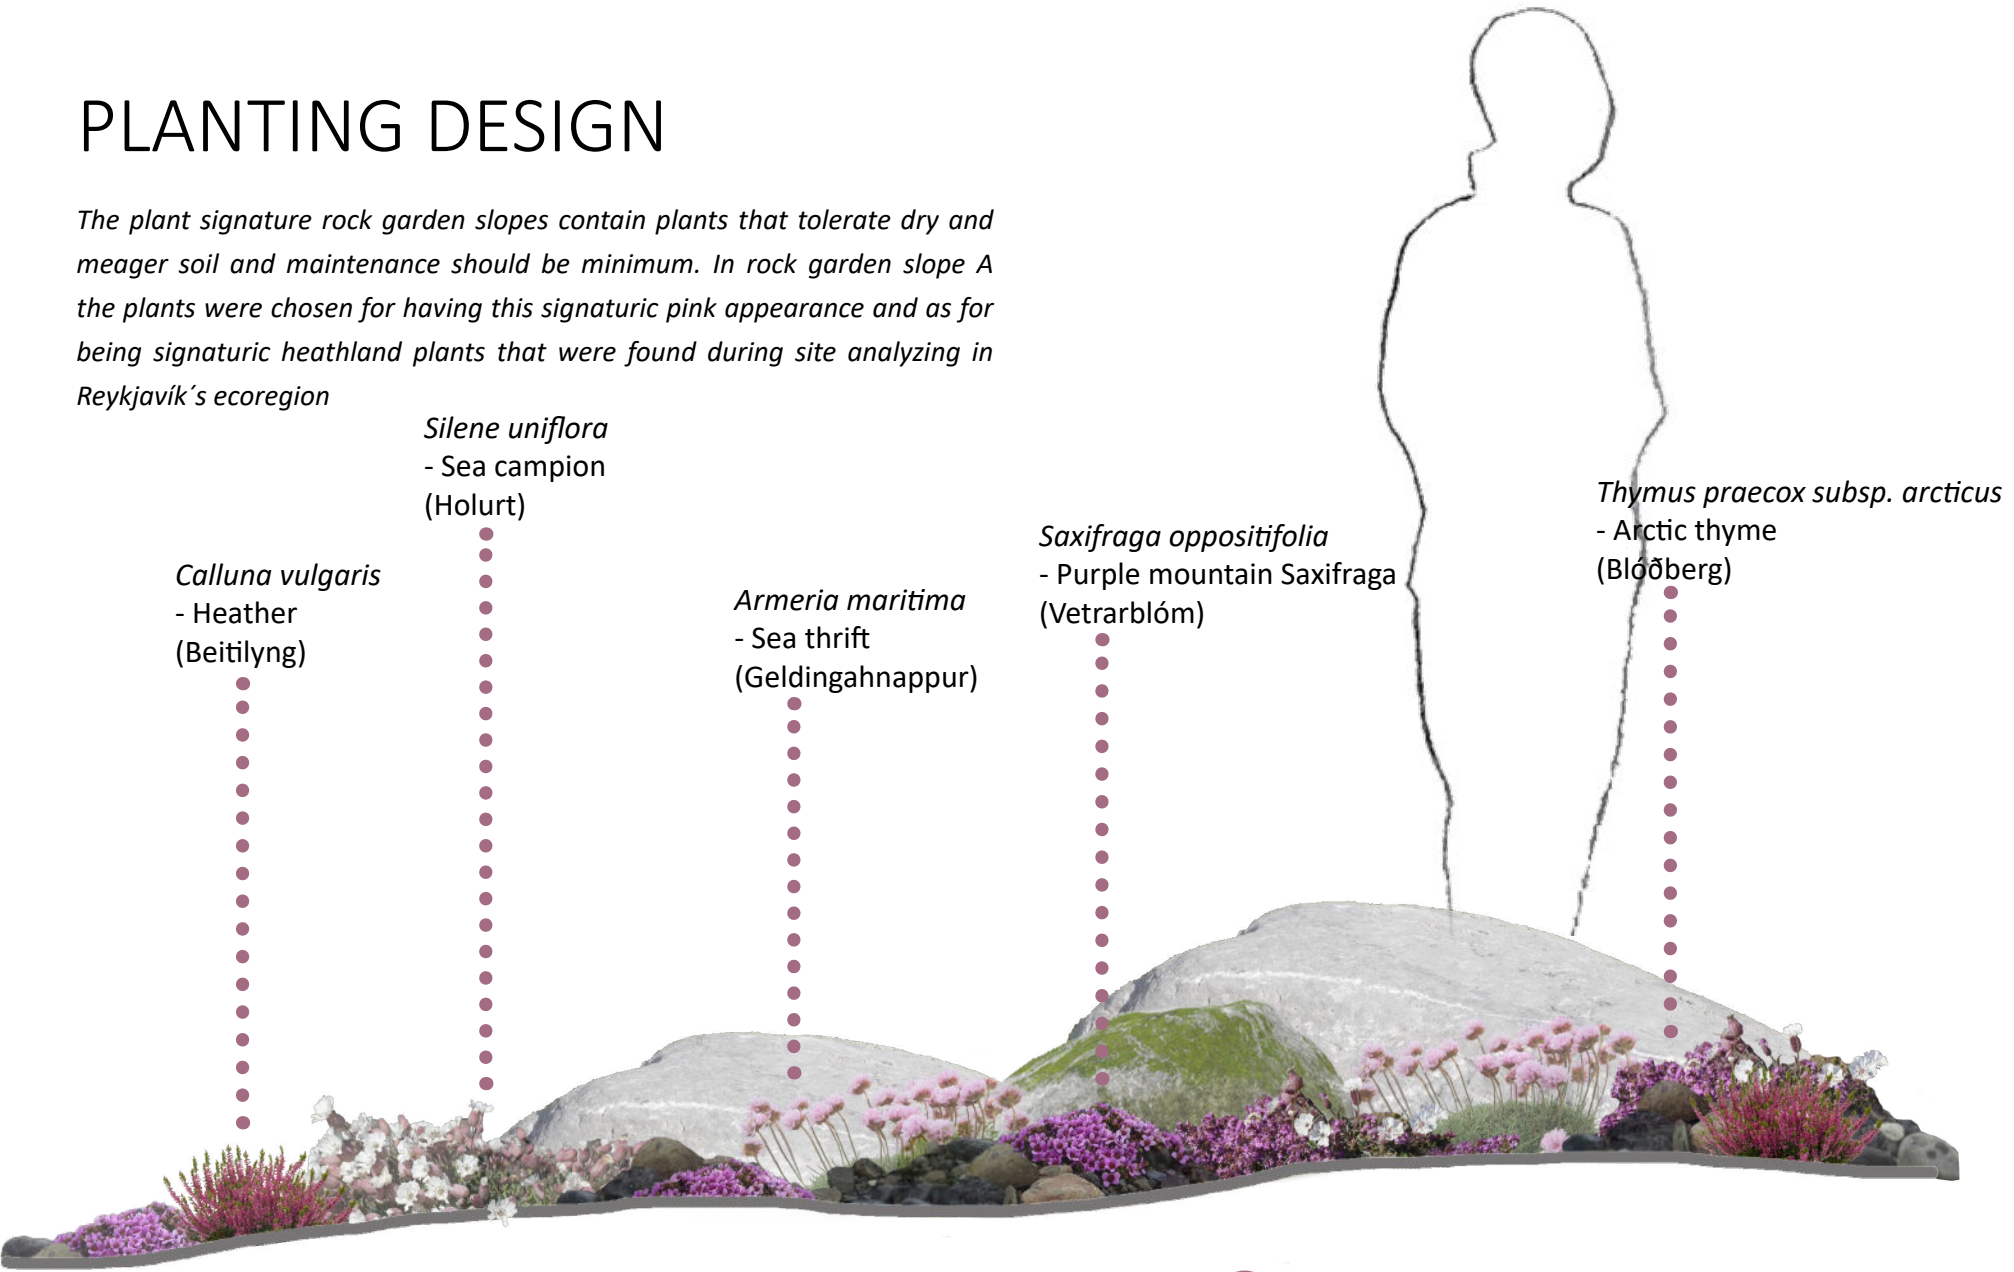 PLANTING DESIGN
The plant signature rock garden slopes contain plants that tolerate dry and
meager soil and maintenance should be minimum. In rock garden slope A
the plants were chosen for having this signaturic pink appearance and as for
being signaturic heathland plants that were found during site analyzing in
Reykjavík´s ecoregion
Silene uniflora
- Sea campion
(Holurt)
Calluna vulgaris
- Heather
(Beitilyng)
Armeria maritima
- Sea thrift
(Geldingahnappur)
Saxifraga oppositifolia
- Purple mountain Saxifraga
(Vetrarblóm)
Thymus praecox subsp. arcticus
- Arctic thyme
(Blóðberg)